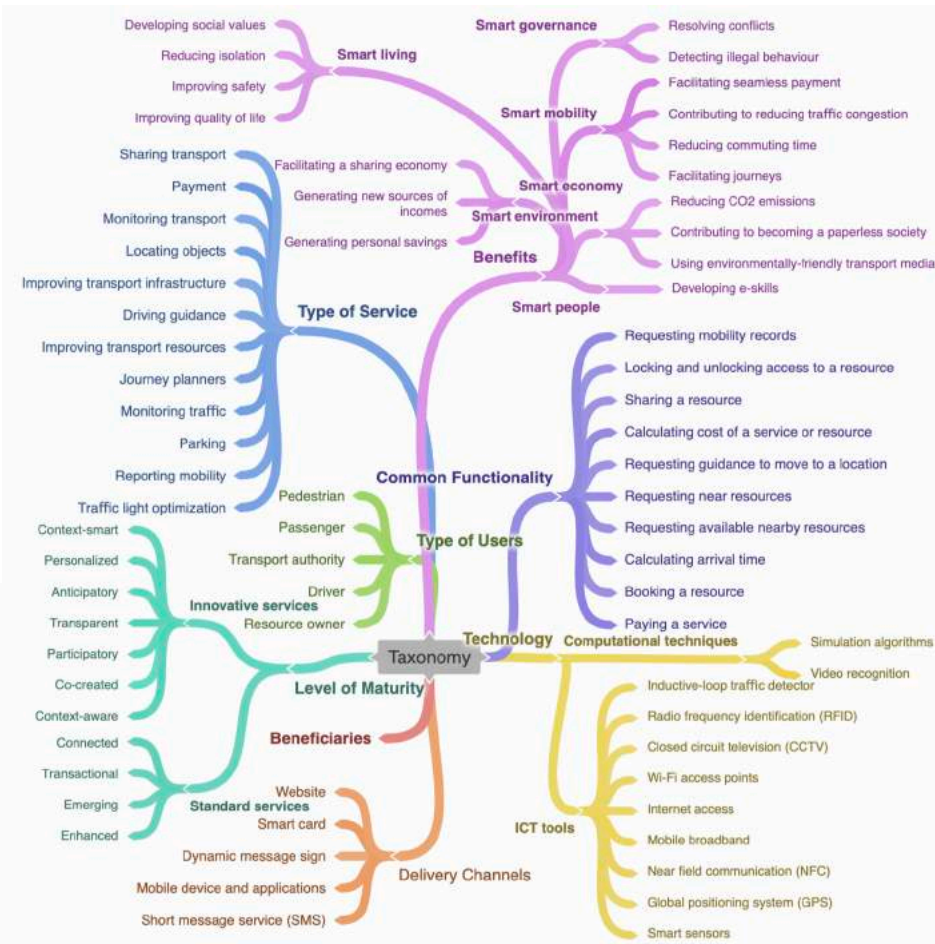 Developing social values
Reducing isolation
Smart living
Improving safety
Improving quality of life
Smart governance
Resolving conflicts
Detecting illegal behaviour
Smart mobility
Facilitating seamless payment
Contributing to reducing traffic congestion
Reducing commuting time
Facilitating journeys
Smart economy
Facilitating a sharing economy
Generating new sources of
incomes
Generating personal savings
Smart environment
Reducing CO2 emissions
Contributing to becoming a paperless society
Using environmentally-friendly transport media
Benefits
Smart people
Developing e-skills
Sharing transport
Payment
Monitoring transport
Locating objects
Improving transport infrastructure
Driving guidance
Type of Service
Improving transport resources
Journey planners
Monitoring traffic
Parking
Reporting mobility
Traffic light optimization
Common Functionality
Requesting mobility records
Locking and unlocking access to a resource
Sharing a resource
Calculating cost of a service or resource
Requesting guidance to move to a location
Requesting near resources
Requesting available nearby resources
Calculating arrival time
Booking a resource
Paying a service
Pedestrian
Passenger
Type of Users
Transport authority
Driver
Resource owner
Context-smart
Personalized
Anticipatory
Innovative services
Transparent
Participatory
Co-created
Context-aware
Taxonomy
Level of Maturity
Connected
Transactional
Standard services
Emerging
Enhanced
Beneficiaries
Technology
Computational techniques
Simulation algorithms
Video recognition
Inductive-loop traffic detector
Radio frequency identification (RFID)
Closed circuit television (CCTV)
Wi-Fi access points
Internet access
ICT tools
Mobile broadband
Near field communication (NFC)
Global positioning system (GPS)
Smart sensors
Website
Smart card
Dynamic message sign
Delivery Channels
Mobile device and applications
Short message service (SMS)